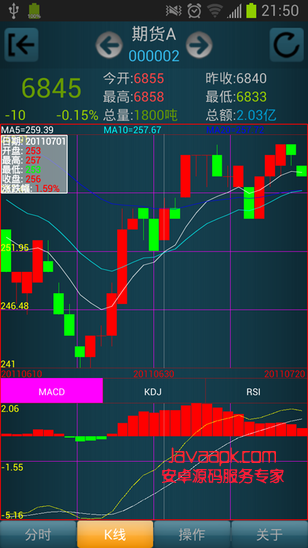 21:50
期货A
000002
6845
今开:6855
昨收:6840
最高:6858
最低:6833
-10
-0.15%
总量:1800吨
总额:2.03亿
MA5=259.39
MA10=257.67
日期: 20110701
开盘: 253
最高: 257
最低:
收盘: 256
涨跌幅: 1.59%
251.95
246.48
241
20110610
20110630
20110720
MACD
KDJ
RSI
2.06
-1.55
-5.16
Javaapk.com
安卓源码服务专家
分时
K线
操作
关于